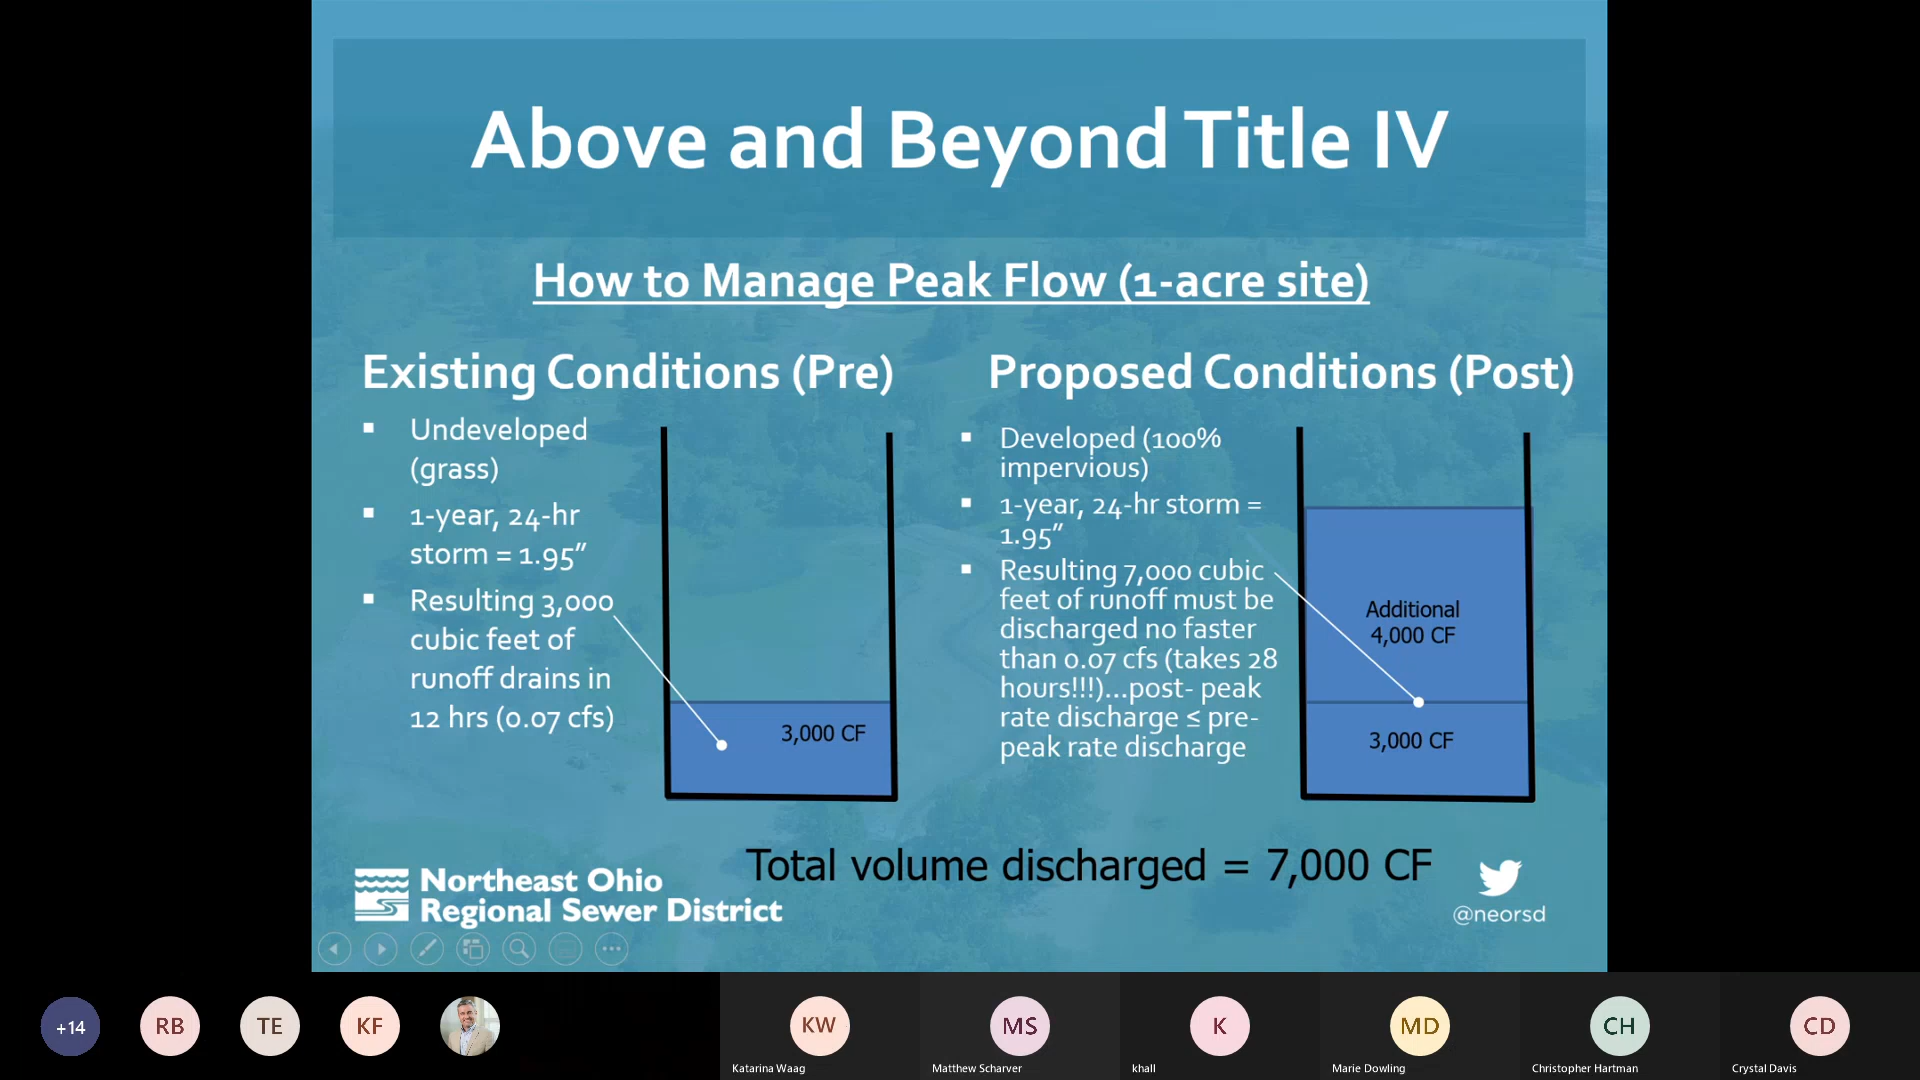 Above and Beyond Title IV
How to Manage Peak Flow (1-acre site)
Existing Conditions (Pre)
▪ Undeveloped
(grass)
▪ 1-year, 24-hr
storm = 1.95”
▪ Resulting 3,000
cubic feet of
runoff drains in
12 hrs (0.07 cfs)
3,000 CF
Proposed Conditions (Post)
▪ Developed (100%
impervious)
▪ 1-year, 24-hr storm =
1.95”
▪ Resulting 7,000 cubic
feet of runoff must be
discharged no faster
than 0.07 cfs (takes 28
hours!!!)...post- peak
rate discharge ≤ pre-
peak rate discharge
Additional
4,000 CF
3,000 CF
Total volume discharged = 7,000 CF
Northeast Ohio
Regional Sewer District
@neorsd
+14
RB
TE
KF
KW
Katarina Waag
MS
Matthew Scharver
K
khall
MD
Marie Dowling
CH
Christopher Hartman
CD
Crystal Davis